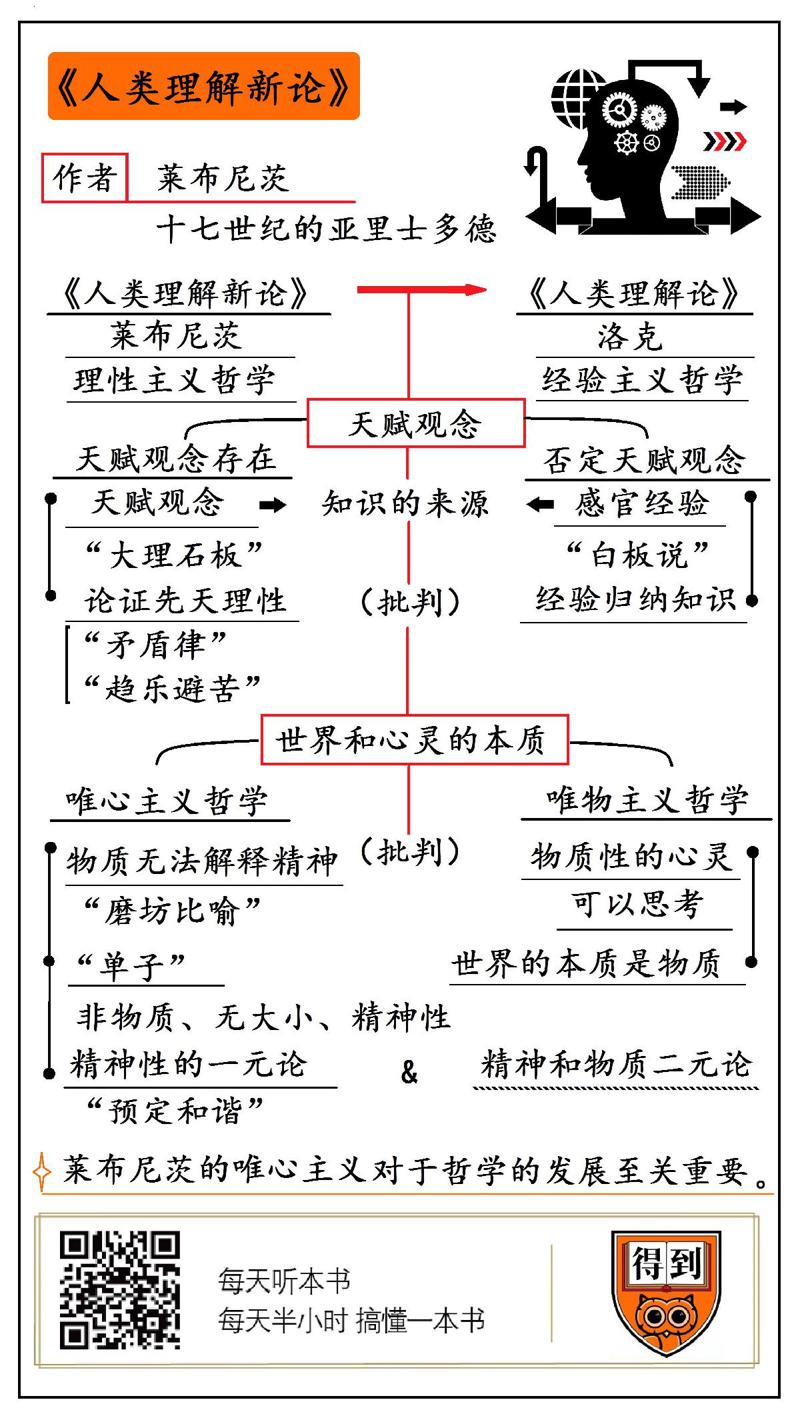 《人类理解新论》
作者 莱布尼茨
十七世纪的亚里士多德
《人类理解新论》 《人类理解论》
莱布尼茨 洛克
理性主义哲学 经验主义哲学
天赋观念
天赋观念存在 否定天赋观念
天赋观念 知识的来源 感官经验
“大理石板” “白板说”
论证先天理性 （批判） 经验归纳知识
“矛盾律”
“趋乐避苦”
世界和心灵的本质
唯心主义哲学 唯物主义哲学
物质无法解释精神 （批判） 物质性的心灵
“磨坊比喻” 可以思考
“单子” 世界的本质是物质
非物质、无大小、精神性
精神性的一元论 & 精神和物质二元论
“预定和谐”
莱布尼茨的唯心主义对于哲学的发展至关重要。
每天听本书
每天半小时 搞懂一本书
得到